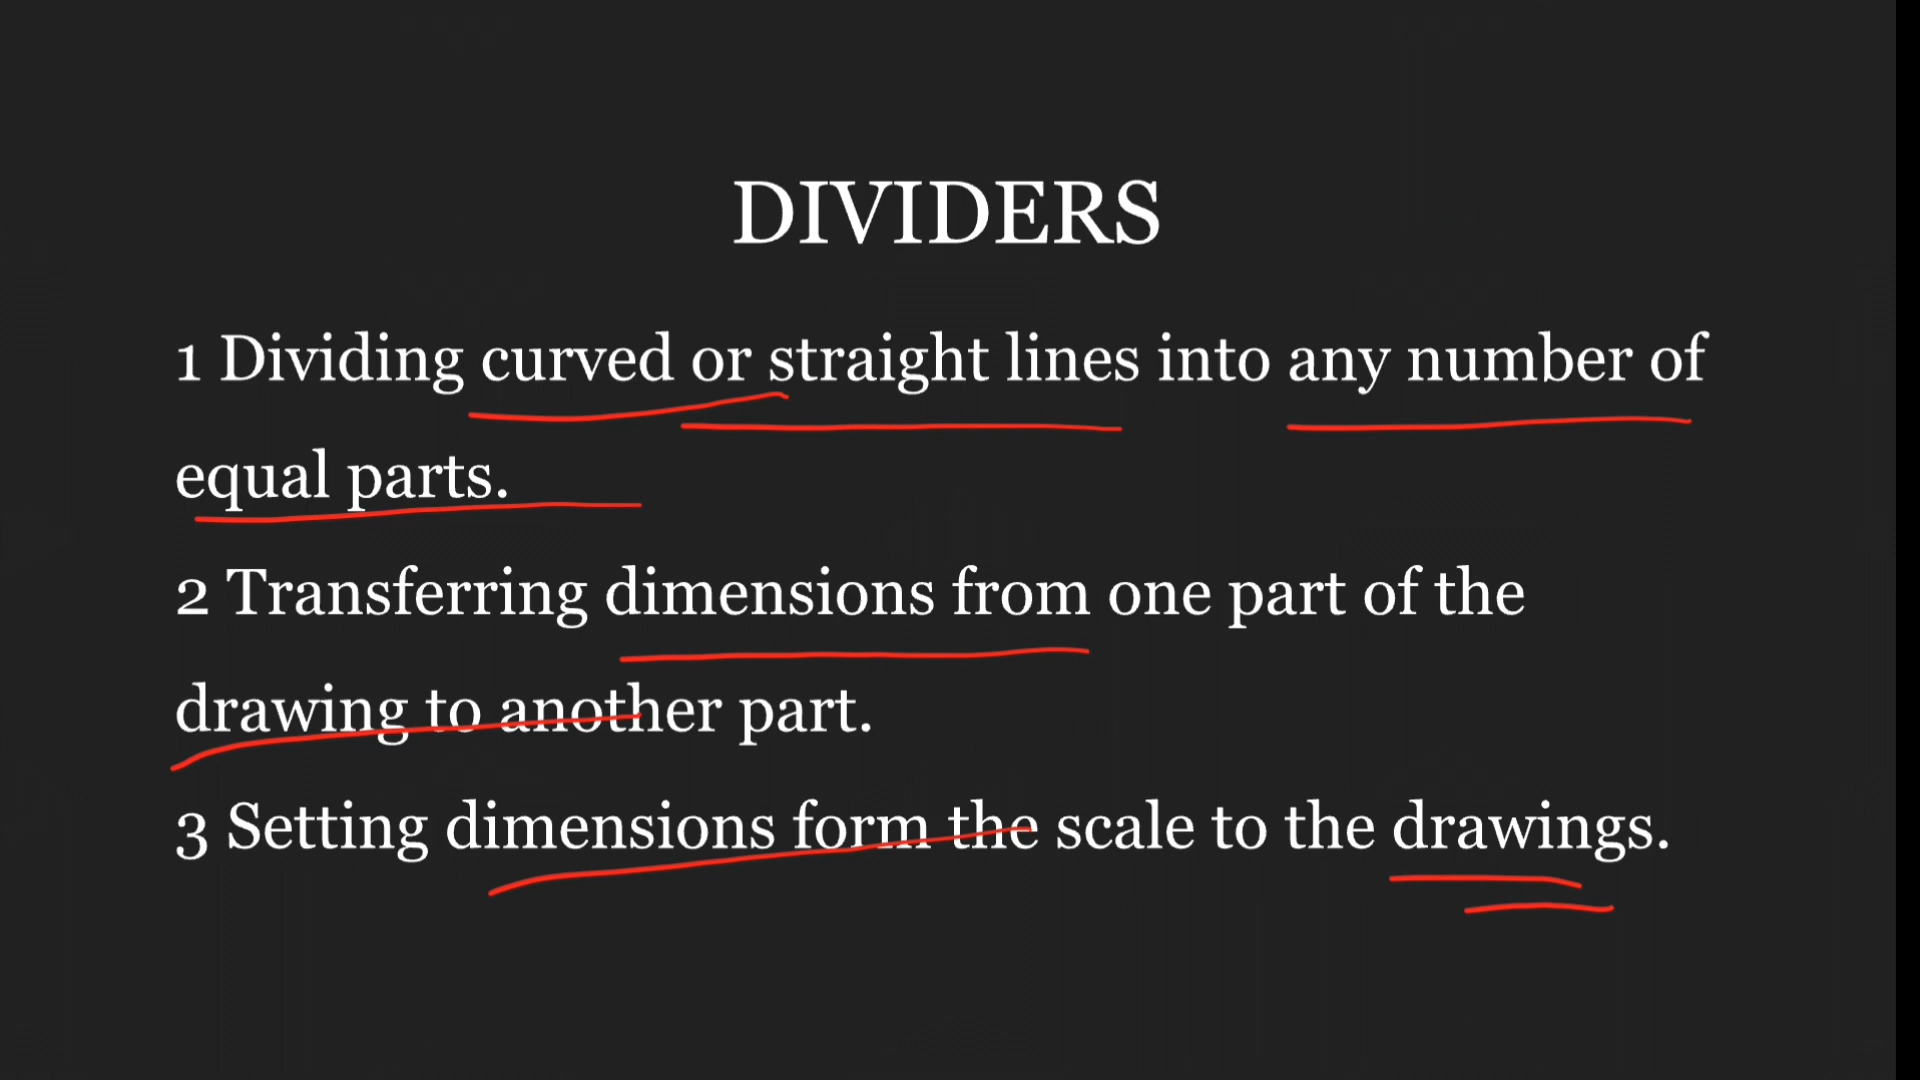 DIVIDERS
1 Dividing curved or straight lines into any number of
equal parts.
2 Transferring dimensions from one part of the
drawing to another part.
3 Setting dimensions form the scale to the drawings.